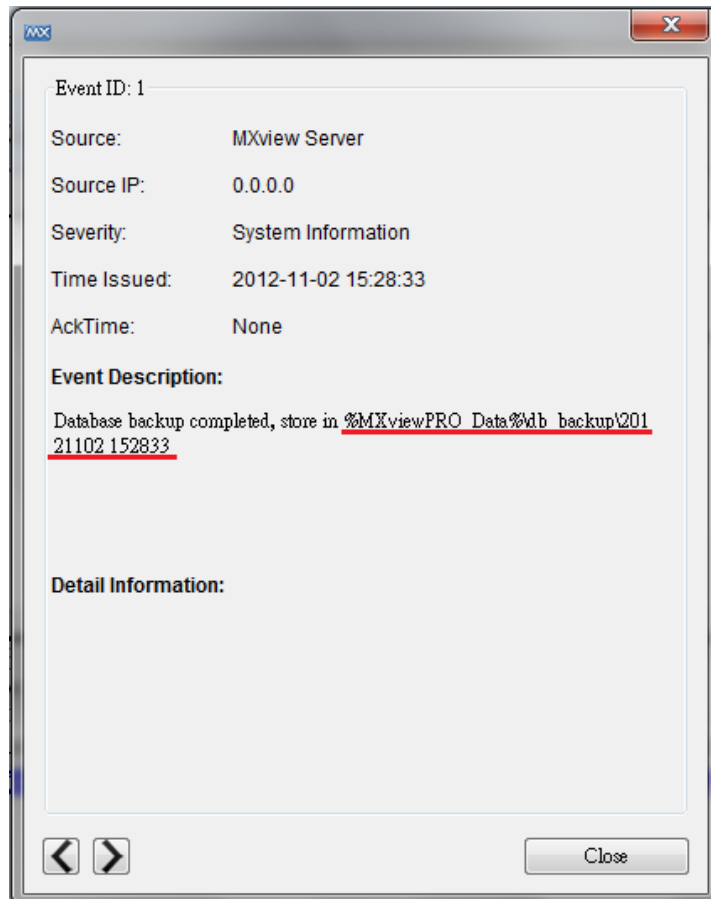 MX
Event ID: 1
Source: MXview Server
Source IP: 0.0.0.0
Severity: System Information
Time Issued: 2012-11-02 15:28:33
AckTime: None
Event Description:
Database backup completed, store in %MXviewPRO_Data%\db_backup\201
21102 152833
Detail Information:
Close